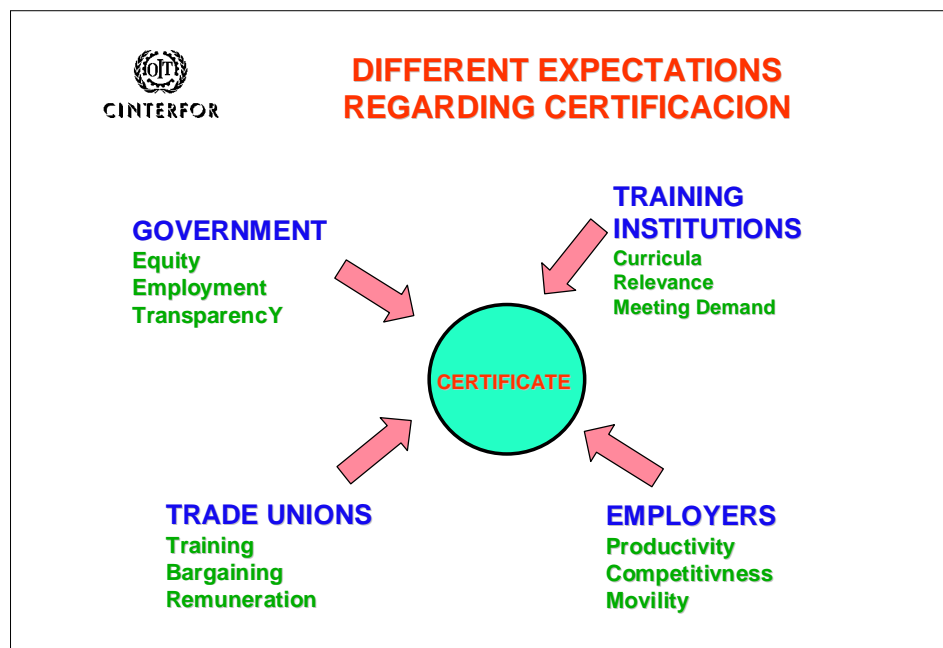 OIT
CINTERFOR
DIFFERENT EXPECTATIONS
REGARDING CERTIFICACION
GOVERNMENT
Equity
Employment
TransparencY
TRAINING
INSTITUTIONS
Curricula
Relevance
Meeting Demand
CERTIFICATE
TRADE UNIONS
Training
Bargaining
Remuneration
EMPLOYERS
Productivity
Competitivness
Movility